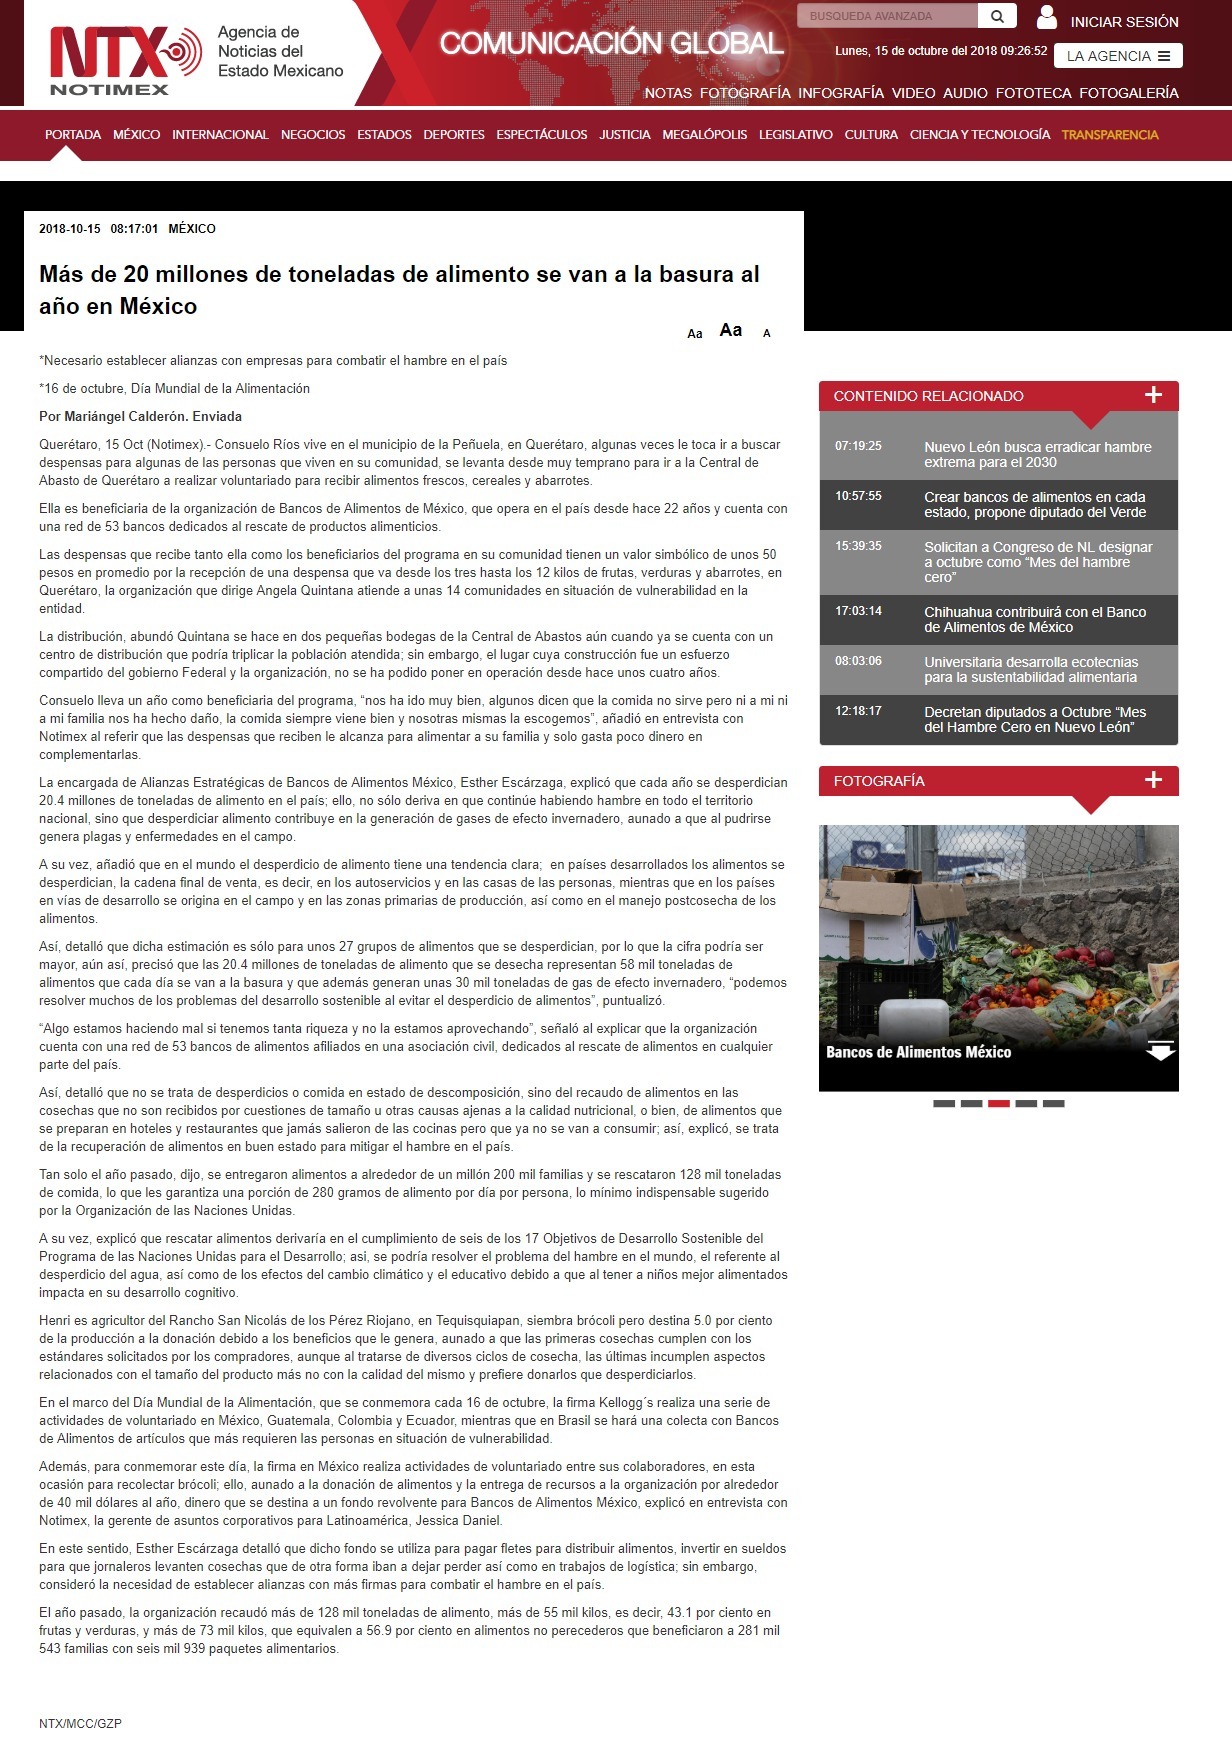 NTX
NOTIMEX
Agencia de
Noticias del
Estado Mexicano
COMUNICACIÓN GLOBAL
BUSQUEDA AVANZADA
INICIAR SESIÓN
Lunes, 15 de octubre del 2018 09:26:52
LA AGENCIA
NOTAS FOTOGRAFÍA INFOGRAFÍA VIDEO AUDIO FOTOTECA FOTOGALERÍA
PORTADA MÉXICO INTERNACIONAL NEGOCIOS ESTADOS DEPORTES ESPECTÁCULOS JUSTICIA MEGALÓPOLIS LEGISLATIVO CULTURA CIENCIA Y TECNOLOGÍA TRANSPARENCIA
2018-10-15 08:17:01 MÉXICO
Más de 20 millones de toneladas de alimento se van a la basura al
año en México
Aa Aa A
*Necesario establecer alianzas con empresas para combatir el hambre en el país
*16 de octubre, Día Mundial de la Alimentación
Por Mariángel Calderón. Enviada
Querétaro, 15 Oct (Notimex).- Consuelo Ríos vive en el municipio de la Peñuela, en Querétaro, algunas veces le toca ir a buscar
despensas para algunas de las personas que viven en su comunidad, se levanta desde muy temprano para ir a la Central de
Abasto de Querétaro a realizar voluntariado para recibir alimentos frescos, cereales y abarrotes.
Ella es beneficiaria de la organización de Bancos de Alimentos de México, que opera en el país desde hace 22 años y cuenta con
una red de 53 bancos dedicados al rescate de productos alimenticios.
Las despensas que recibe tanto ella como los beneficiarios del programa en su comunidad tienen un valor simbólico de unos 50
pesos en promedio por la recepción de una despensa que va desde los tres hasta los 12 kilos de frutas, verduras y abarrotes, en
Querétaro, la organización que dirige Angela Quintana atiende a unas 14 comunidades en situación de vulnerabilidad en la
entidad.
La distribución, abundó Quintana se hace en dos pequeñas bodegas de la Central de Abastos aún cuando ya se cuenta con un
centro de distribución que podría triplicar la población atendida; sin embargo, el lugar cuya construcción fue un esfuerzo
compartido del gobierno Federal y la organización, no se ha podido poner en operación desde hace unos cuatro años.
Consuelo lleva un año como beneficiaria del programa, “nos ha ido muy bien, algunos dicen que la comida no sirve pero ni a mi ni
a mi familia nos ha hecho daño, la comida siempre viene bien y nosotras mismas la escogemos”, añadió en entrevista con
Notimex al referir que las despensas que reciben le alcanza para alimentar a su familia y solo gasta poco dinero en
complementarlas.
La encargada de Alianzas Estratégicas de Bancos de Alimentos México, Esther Escárzaga, explicó que cada año se desperdician
20.4 millones de toneladas de alimento en el país; ello, no sólo deriva en que continúe habiendo hambre en todo el territorio
nacional, sino que desperdiciar alimento contribuye en la generación de gases de efecto invernadero, aunado a que al pudrirse
genera plagas y enfermedades en el campo.
A su vez, añadió que en el mundo el desperdicio de alimento tiene una tendencia clara;  en países desarrollados los alimentos se
desperdician, la cadena final de venta, es decir, en los autoservicios y en las casas de las personas, mientras que en los países
en vías de desarrollo se origina en el campo y en las zonas primarias de producción, así como en el manejo postcosecha de los
alimentos.
Así, detalló que dicha estimación es sólo para unos 27 grupos de alimentos que se desperdician, por lo que la cifra podría ser
mayor, aún así, precisó que las 20.4 millones de toneladas de alimento que se desecha representan 58 mil toneladas de
alimentos que cada día se van a la basura y que además generan unas 30 mil toneladas de gas de efecto invernadero, “podemos
resolver muchos de los problemas del desarrollo sostenible al evitar el desperdicio de alimentos”, puntualizó.
“Algo estamos haciendo mal si tenemos tanta riqueza y no la estamos aprovechando”, señaló al explicar que la organización
cuenta con una red de 53 bancos de alimentos afiliados en una asociación civil, dedicados al rescate de alimentos en cualquier
parte del país.
Así, detalló que no se trata de desperdicios o comida en estado de descomposición, sino del recaudo de alimentos en las
cosechas que no son recibidos por cuestiones de tamaño u otras causas ajenas a la calidad nutricional, o bien, de alimentos que
se preparan en hoteles y restaurantes que jamás salieron de las cocinas pero que ya no se van a consumir; así, explicó, se trata
de la recuperación de alimentos en buen estado para mitigar el hambre en el país.
Tan solo el año pasado, dijo, se entregaron alimentos a alrededor de un millón 200 mil familias y se rescataron 128 mil toneladas
de comida, lo que les garantiza una porción de 280 gramos de alimento por día por persona, lo mínimo indispensable sugerido
por la Organización de las Naciones Unidas.
A su vez, explicó que rescatar alimentos derivaría en el cumplimiento de seis de los 17 Objetivos de Desarrollo Sostenible del
Programa de las Naciones Unidas para el Desarrollo; asi, se podría resolver el problema del hambre en el mundo, el referente al
desperdicio del agua, así como de los efectos del cambio climático y el educativo debido a que al tener a niños mejor alimentados
impacta en su desarrollo cognitivo.
Henri es agricultor del Rancho San Nicolás de los Pérez Riojano, en Tequisquiapan, siembra brócoli pero destina 5.0 por ciento
de la producción a la donación debido a los beneficios que le genera, aunado a que las primeras cosechas cumplen con los
estándares solicitados por los compradores, aunque al tratarse de diversos ciclos de cosecha, las últimas incumplen aspectos
relacionados con el tamaño del producto más no con la calidad del mismo y prefiere donarlos que desperdiciarlos.
En el marco del Día Mundial de la Alimentación, que se conmemora cada 16 de octubre, la firma Kellogg´s realiza una serie de
actividades de voluntariado en México, Guatemala, Colombia y Ecuador, mientras que en Brasil se hará una colecta con Bancos
de Alimentos de artículos que más requieren las personas en situación de vulnerabilidad.
Además, para conmemorar este día, la firma en México realiza actividades de voluntariado entre sus colaboradores, en esta
ocasión para recolectar brócoli; ello, aunado a la donación de alimentos y la entrega de recursos a la organización por alrededor
de 40 mil dólares al año, dinero que se destina a un fondo revolvente para Bancos de Alimentos México, explicó en entrevista con
Notimex, la gerente de asuntos corporativos para Latinoamérica, Jessica Daniel.
En este sentido, Esther Escárzaga detalló que dicho fondo se utiliza para pagar fletes para distribuir alimentos, invertir en sueldos
para que jornaleros levanten cosechas que de otra forma iban a dejar perder así como en trabajos de logística; sin embargo,
consideró la necesidad de establecer alianzas con más firmas para combatir el hambre en el país.
El año pasado, la organización recaudó más de 128 mil toneladas de alimento, más de 55 mil kilos, es decir, 43.1 por ciento en
frutas y verduras, y más de 73 mil kilos, que equivalen a 56.9 por ciento en alimentos no perecederos que beneficiaron a 281 mil
543 familias con seis mil 939 paquetes alimentarios.
NTX/MCC/GZP
CONTENIDO RELACIONADO +
07:19:25 Nuevo León busca erradicar hambre
extrema para el 2030
10:57:55 Crear bancos de alimentos en cada
estado, propone diputado del Verde
15:39:35 Solicitan a Congreso de NL designar
a octubre como “Mes del hambre
cero”
17:03:14 Chihuahua contribuirá con el Banco
de Alimentos de México
08:03:06 Universitaria desarrolla ecotecnias
para la sustentabilidad alimentaria
12:18:17 Decretan diputados a Octubre “Mes
del Hambre Cero en Nuevo León”
FOTOGRAFÍA +
Bancos de Alimentos México